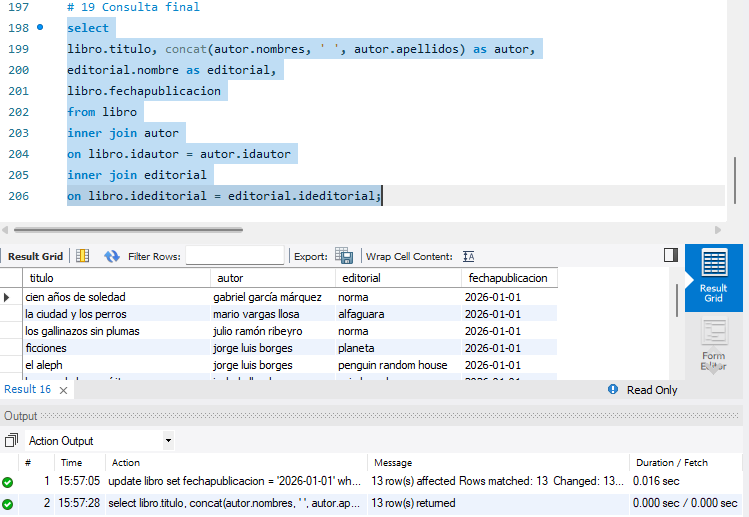 197 # 19 Consulta final
198 select
199 libro.titulo, concat(autor.nombres, ' ', autor.apellidos) as autor,
200 editorial.nombre as editorial,
201 libro.fechapublicacion
202 from libro
203 inner join autor
204 on libro.idautor = autor.idautor
205 inner join editorial
206 on libro.ideditorial = editorial.ideditorial;
Result Grid Filter Rows: Export: Wrap Cell Content:
titulo autor editorial fechapublicacion
cien años de soledad gabriel garcía márquez norma 2026-01-01
la ciudad y los perros mario vargas llosa alfaguara 2026-01-01
los gallinazos sin plumas julio ramón ribeyro norma 2026-01-01
ficciones jorge luis borges planeta 2026-01-01
el aleph jorge luis borges penguin random house 2026-01-01
Result Grid
Form Editor
Result 16 Read Only
Output
Action Output
# Time Action Message Duration / Fetch
1 15:57:05 update libro set fechapublicacion = '2026-01-01' wh... 13 row(s) affected Rows matched: 13 Changed: 13... 0.016 sec
2 15:57:28 select libro.titulo, concat(autor.nombres, ' ', autor.ap... 13 row(s) returned 0.000 sec / 0.000 sec